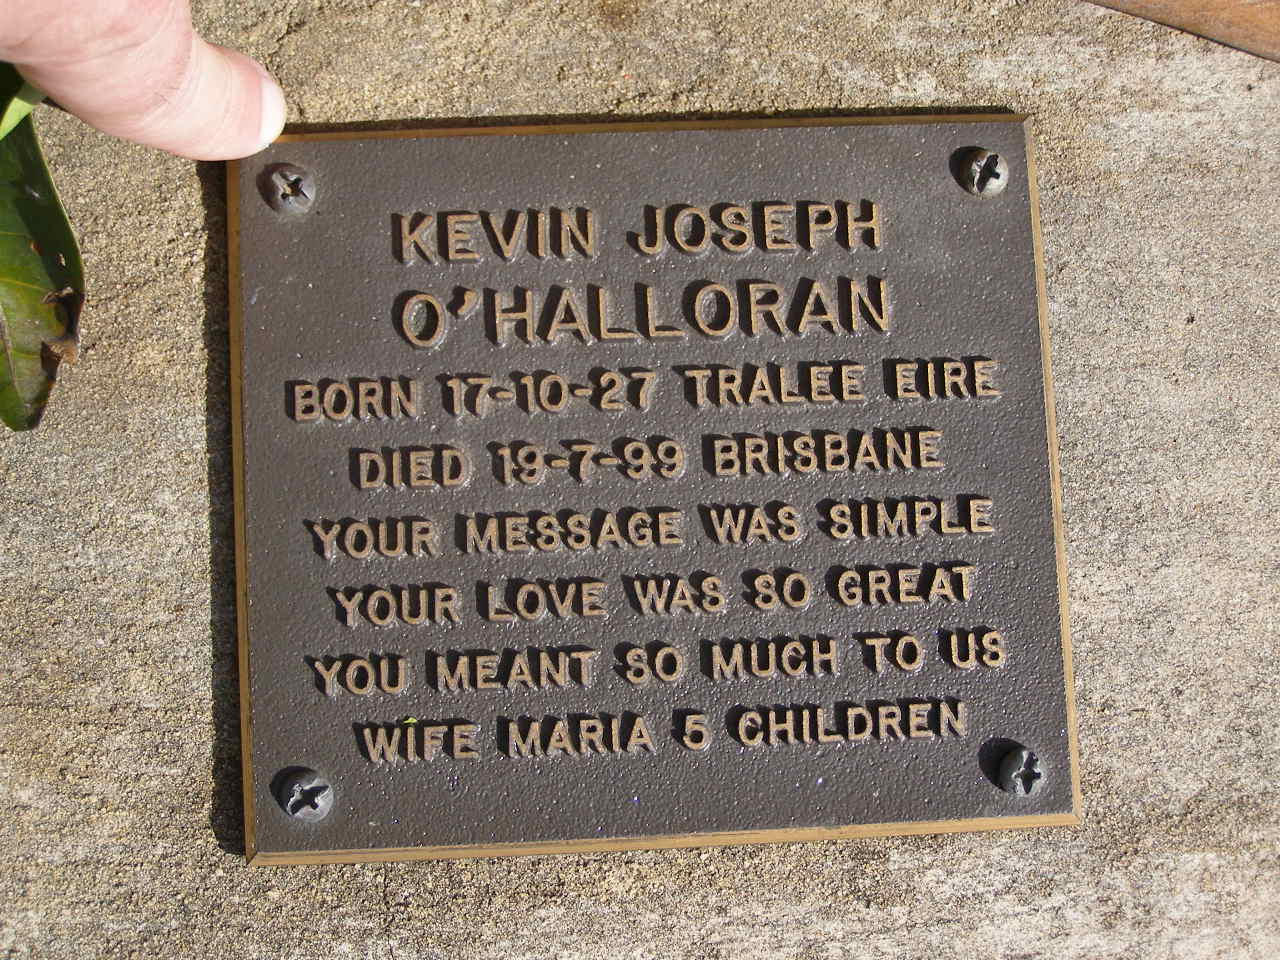 KEVIN JOSEPH
O'HALLORAN
BORN 17-10-27 TRALEE EIRE
DIED 19-7-99 BRISBANE
YOUR MESSAGE WAS SIMPLE
YOUR LOVE WAS SO GREAT
YOU MEANT SO MUCH TO US
WIFE MARIA 5 CHILDREN